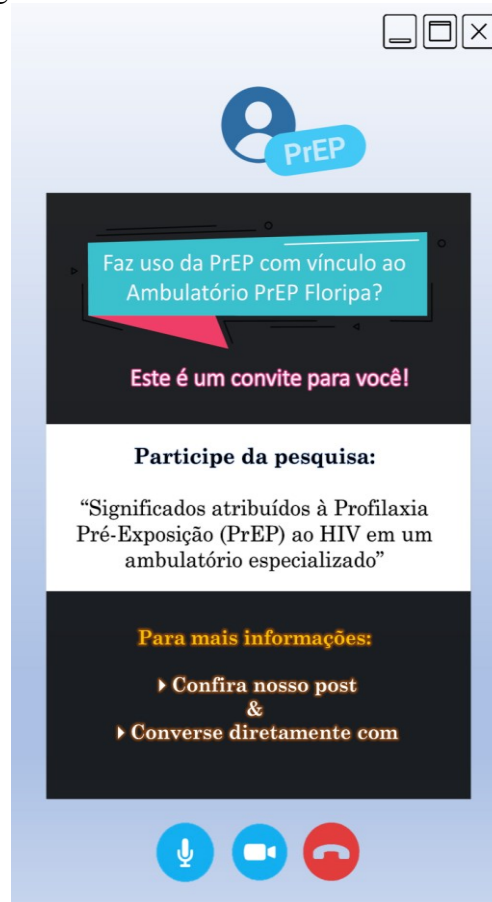 PrEP
Faz uso da PrEP com vínculo ao
Ambulatório PrEP Floripa?
Este é um convite para você!
Participe da pesquisa:
“Significados atribuídos à Profilaxia
Pré-Exposição (PrEP) ao HIV em um
ambulatório especializado”
Para mais informações:
Confira nosso post
&
Converse diretamente com